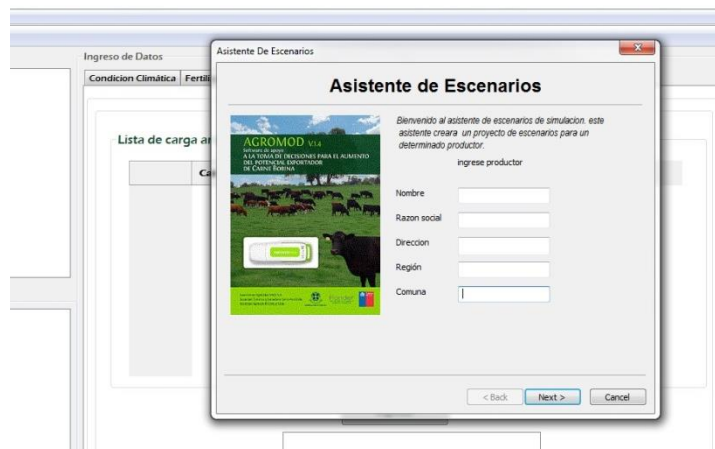 Asistente De Escenarios
Ingreso de Datos
Condicion Climática
Lista de carga
Asistente de Escenarios
AGROMOD V.1.4
Software de apoyo
A LA TOMA DE DECISIONES PARA EL AUMENTO
DEL POTENCIAL EXPORTADOR
DE CARNE BOVINA
Bienvenido al asistente de escenarios de simulacion. este
asistente creara un proyecto de escenarios para un
determinado productor.
ingrese productor
Nombre
Razon social
Direccion
Región
Comuna
< Back
Next >
Cancel